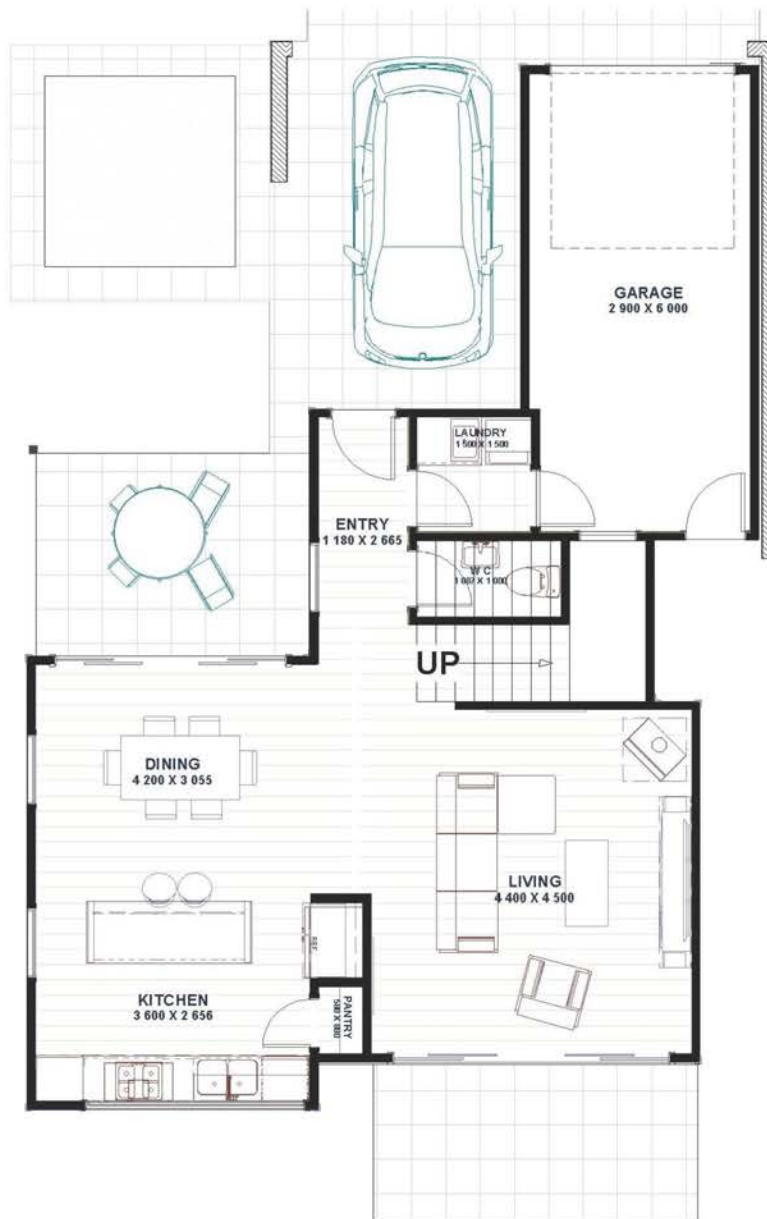 GARAGE
2 900 X 6 000
LAUNDRY
1 500 X 1 500
ENTRY
1 180 X 2 665
W C
UP
DINING
4 200 X 3 055
LIVING
4 400 X 4 500
REF
KITCHEN
3 600 X 2 656
PANTRY